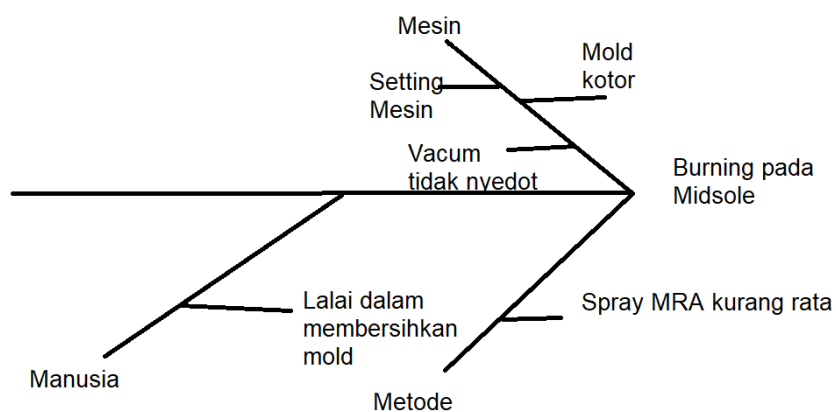 Mesin
Mold
kotor
Setting
Mesin
Vacum
tidak nyedot
Burning pada
Midsole
Lalai dalam
membersihkan
mold
Spray MRA kurang rata
Manusia
Metode